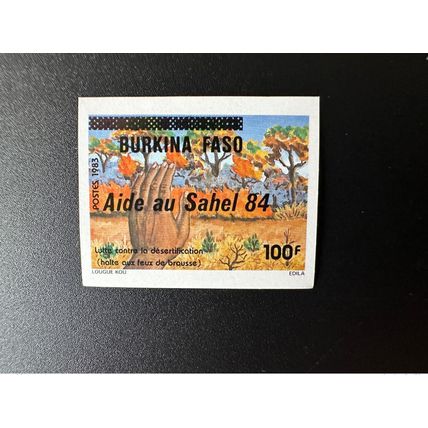 BURKINA FASO
POSTES 1983
Aide au Sahel 84
Lutte contre la désertification
(halte aux feux de brousse)
100F
LOUGUE KOU
EDILA